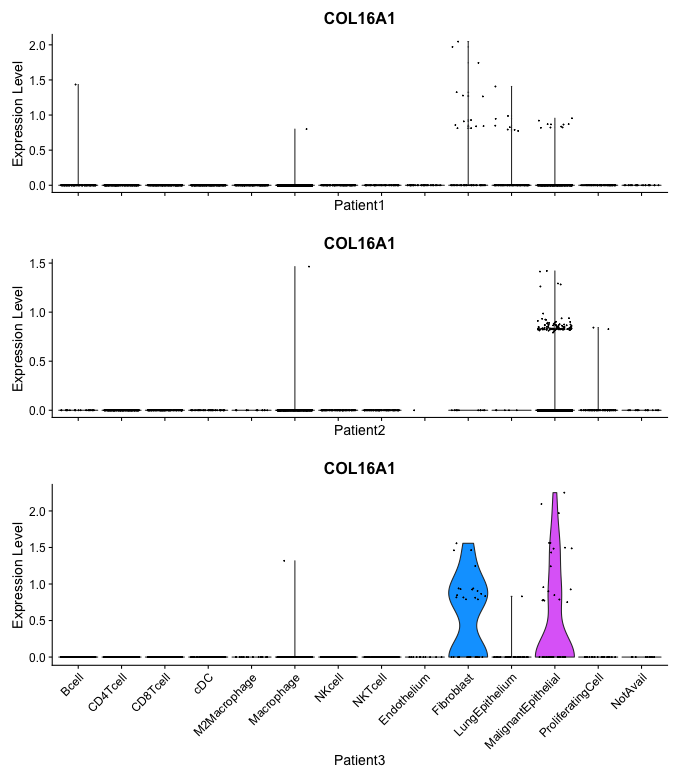 COL16A1
Expression Level
2.0
1.5
1.0
0.5
0.0
Patient1
COL16A1
Expression Level
1.5
1.0
0.5
0.0
Patient2
COL16A1
Expression Level
2.0
1.5
1.0
0.5
0.0
Bcell
CD4Tcell
CD8Tcell
cDC
M2Macrophage
Macrophage
NKcell
NKTcell
Endothelium
Fibroblast
LungEpithelium
MalignantEpithelial
ProliferatingCell
NotAvail
Patient3